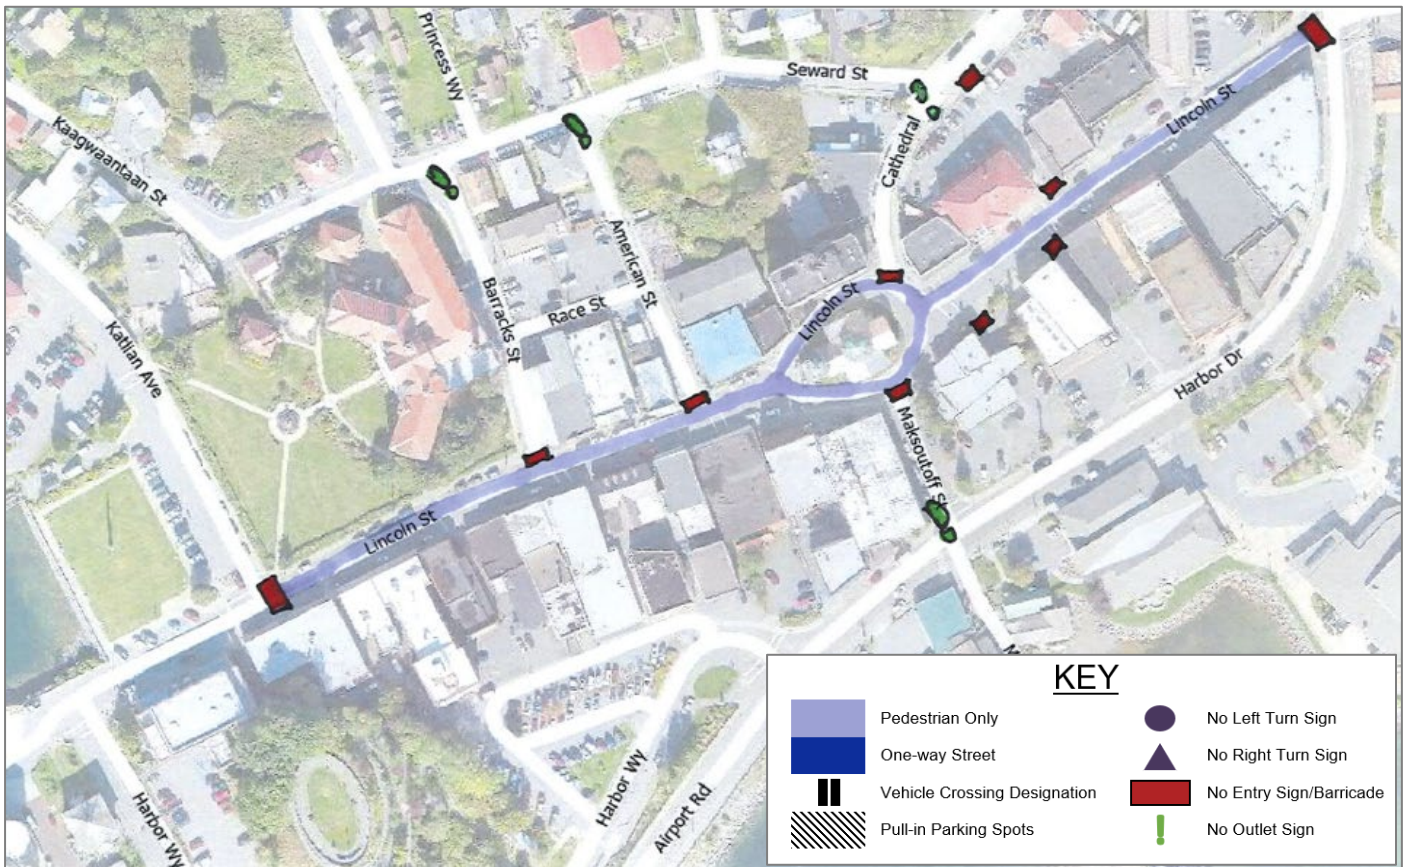 Princess Wy
Seward St
Lincoln St
Kaagwaantaan St
Cathedral
American St
Barracks St
Race St
Lincoln St
Katlian Ave
Harbor Dr
Maksoutoff St
Lincoln St
M
Harbor Wy
Harbor Wy
Airport Rd
KEY
Pedestrian Only
One-way Street
Vehicle Crossing Designation
Pull-in Parking Spots
No Left Turn Sign
No Right Turn Sign
No Entry Sign/Barricade
No Outlet Sign